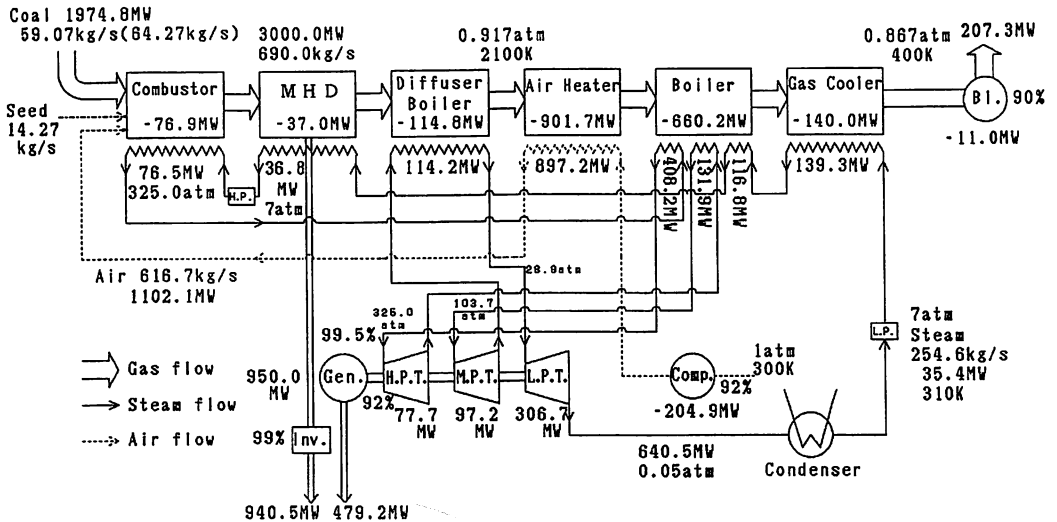 Coal 1974.8MW
59.07kg/s(64.27kg/s)
3000.0MW
690.0kg/s
0.917atm
2100K
0.867atm
400K
207.3MW
Combustor
-76.9MW
MHD
-37.0MW
Diffuser
Boiler
-114.8MW
Air Heater
-901.7MW
Boiler
-660.2MW
Gas Cooler
-140.0MW
Bl.
90%
-11.0MW
Seed
14.27
kg/s
76.5MW
325.0atm
H.P.
36.8
MW
7atm
114.2MW
897.2MW
408.2MW
131.9MW
116.8MW
139.3MW
Air 616.7kg/s
1102.1MW
28.9atm
326.0
atm
103.7
atm
99.5%
Gen.
92%
H.P.T.
M.P.T.
L.P.T.
77.7
MW
97.2
MW
306.7
MW
Comp.
1atm
300K
92%
-204.9MW
L.P.
7atm
Steam
254.6kg/s
35.4MW
310K
Gas flow
Steam flow
Air flow
950.0
MW
99%
Inv.
640.5MW
0.05atm
Condenser
940.5MW
479.2MW